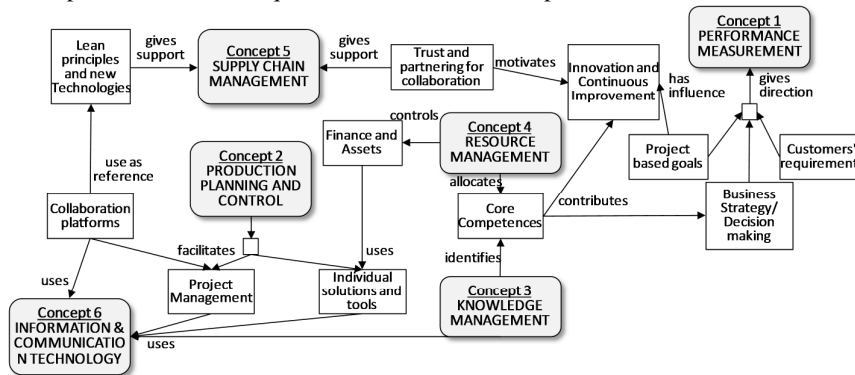 Concept 1
PERFORMANCE
MEASUREMENT
Lean
principles
and new
Technologies
gives
support
Concept 5
SUPPLY CHAIN
MANAGEMENT
gives
support
Trust and
partnering for
collaboration
motivates
Innovation and
Continuous
Improvement
has
influence
gives
direction
controls
Finance and
Assets
Concept 4
RESOURCE
MANAGEMENT
Project
based goals
Customers'
requirement
use as
reference
Concept 2
PRODUCTION
PLANNING AND
CONTROL
allocates
Collaboration
platforms
Core
Competences
contributes
Business
Strategy/
Decision
making
facilitates
uses
identifies
uses
Project
Management
Individual
solutions and
tools
Concept 3
KNOWLEDGE
MANAGEMENT
Concept 6
INFORMATION &
COMMUNICATIO
N TECHNOLOGY
uses